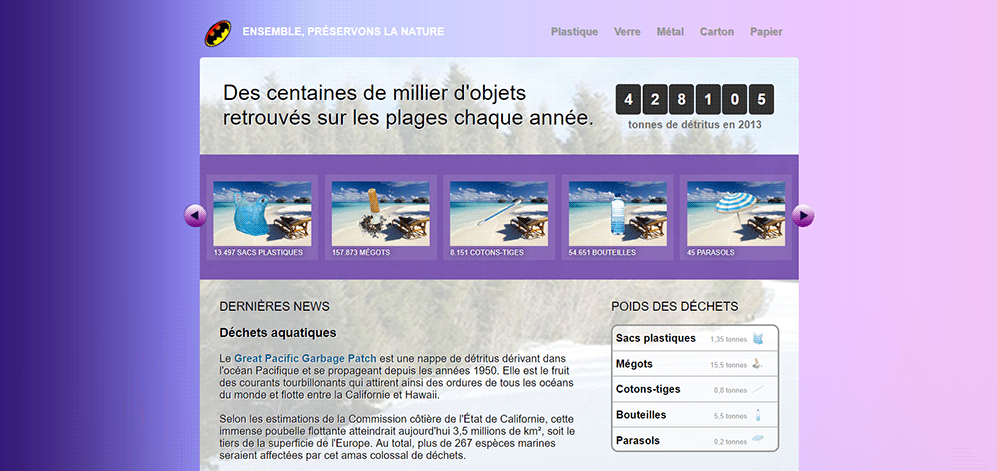 ENSEMBLE, PRÉSERVONS LA NATURE
Plastique Verre Métal Carton Papier
Des centaines de millier d'objets
retrouvés sur les plages chaque année.
428105
tonnes de détritus en 2013
13.497 SACS PLASTIQUES
157.873 MÉGOTS
8.151 COTONS-TIGES
54.651 BOUTEILLES
45 PARASOLS
DERNIÈRES NEWS
Déchets aquatiques
Le Great Pacific Garbage Patch est une nappe de détritus dérivant dans
l'océan Pacifique et se propageant depuis les années 1950. Elle est le fruit
des courants tourbillonants qui attirent ainsi des ordures de tous les océans
du monde et flotte entre la Californie et Hawaii.
Selon les estimations de la Commission côtière de l'État de Californie, cette
immense poubelle flottante atteindrait aujourd'hui 3,5 millions de km², soit le
tiers de la superficie de l'Europe. Au total, plus de 267 espèces marines
seraient affectées par cet amas colossal de déchets.
POIDS DES DÉCHETS
Sacs plastiques 1,35 tonnes
Mégots 15,5 tonnes
Cotons-tiges 0,8 tonnes
Bouteilles 5,5 tonnes
Parasols 0,2 tonnes